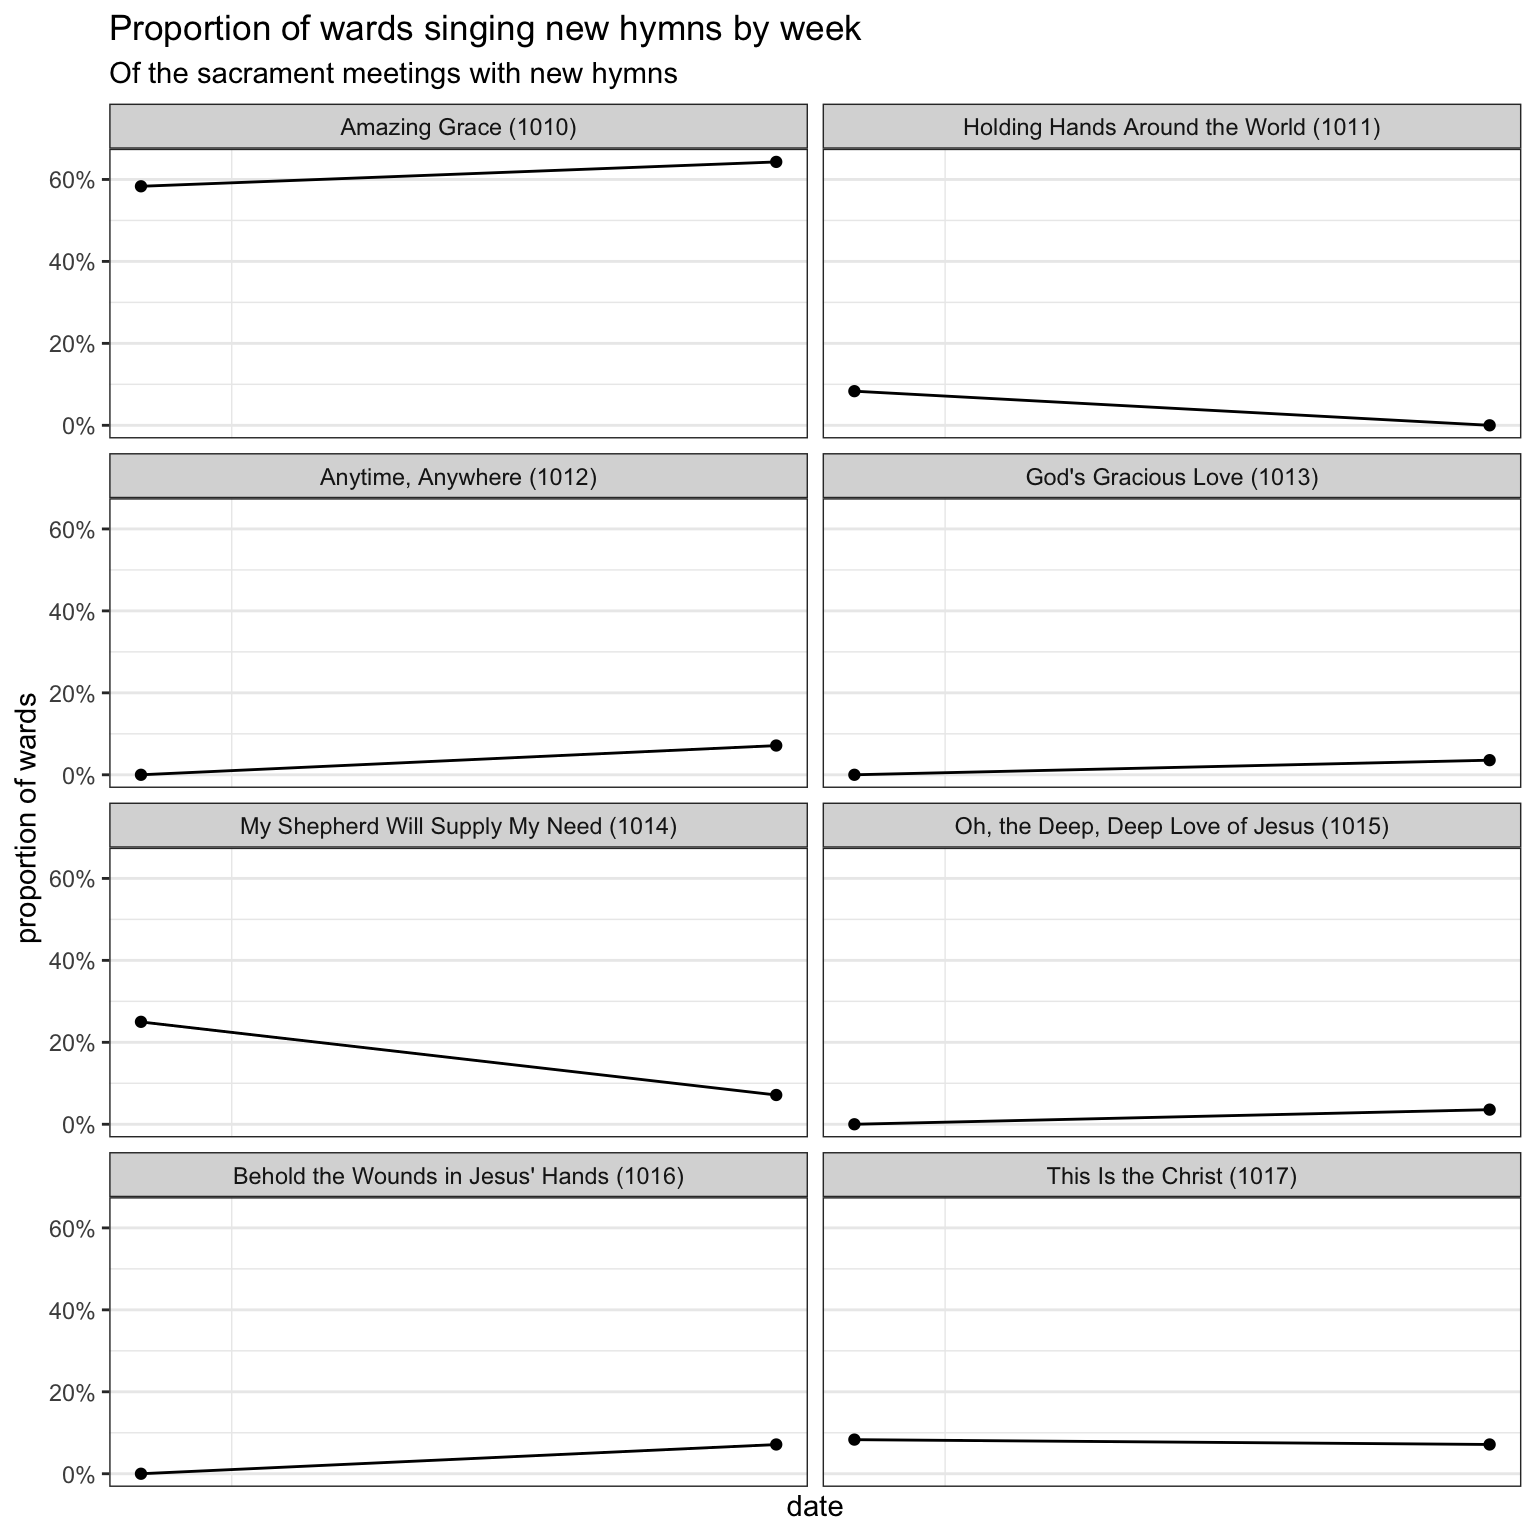 Proportion of wards singing new hymns by week
Of the sacrament meetings with new hymns
Amazing Grace (1010)
Holding Hands Around the World (1011)
60%
40%
20%
0%
Anytime, Anywhere (1012)
God's Gracious Love (1013)
60%
40%
20%
0%
My Shepherd Will Supply My Need (1014)
Oh, the Deep, Deep Love of Jesus (1015)
60%
40%
20%
0%
Behold the Wounds in Jesus' Hands (1016)
This Is the Christ (1017)
60%
40%
20%
0%
proportion of wards
date